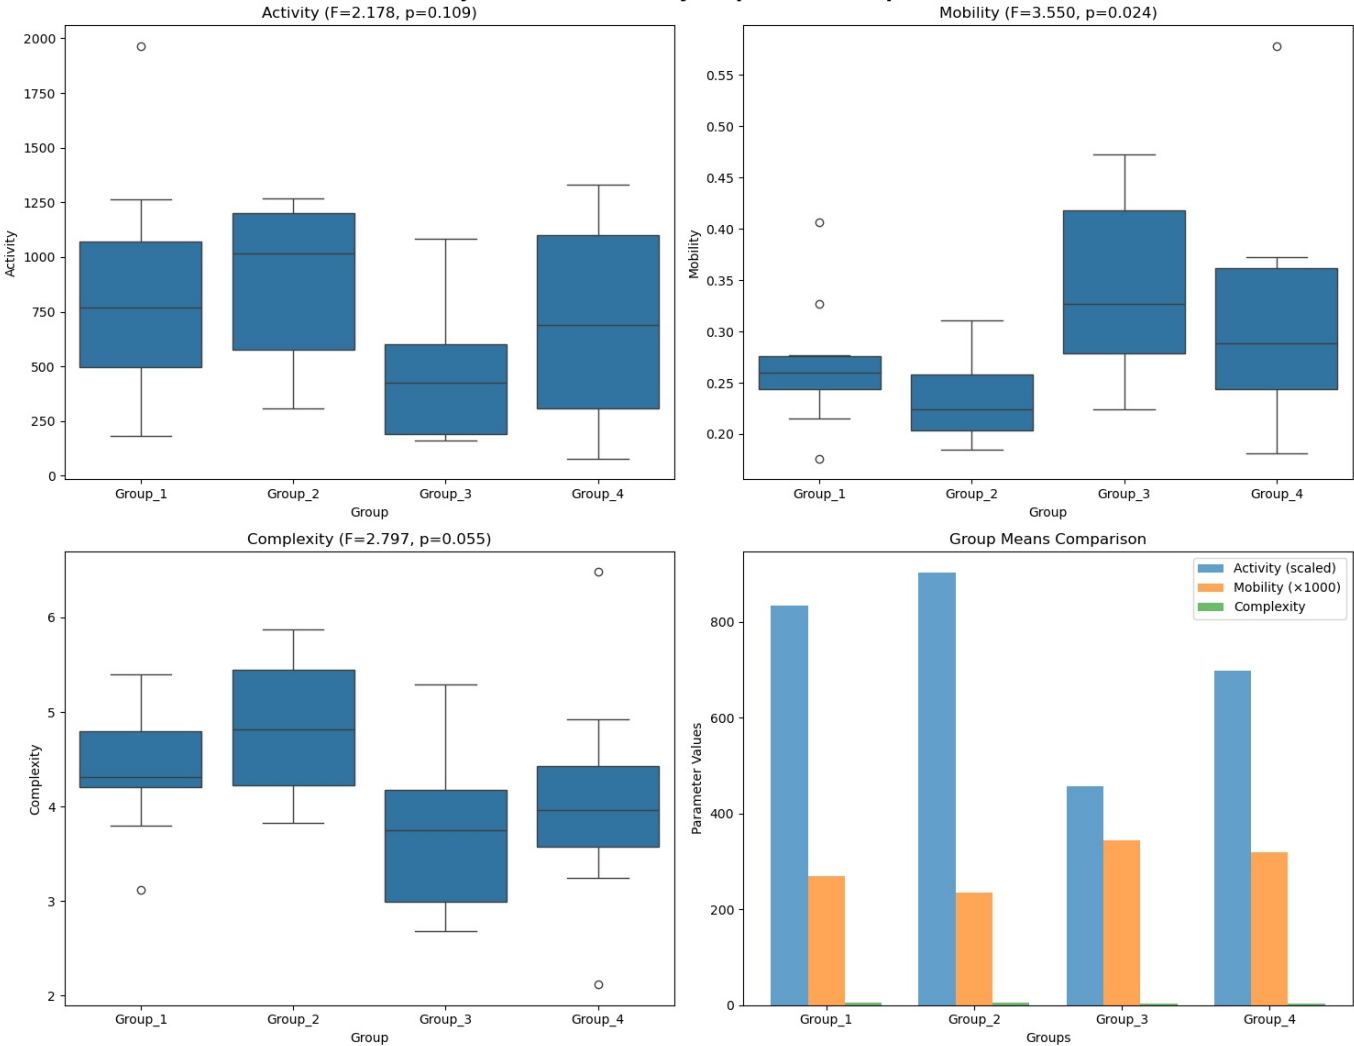 Activity (F=2.178, p=0.109)
2000
1750
1500
1250
1000
750
500
250
0
Activity
Group_1 Group_2 Group_3 Group_4
Group
Mobility (F=3.550, p=0.024)
0.55
0.50
0.45
0.40
0.35
0.30
0.25
0.20
Mobility
Group_1 Group_2 Group_3 Group_4
Group
Complexity (F=2.797, p=0.055)
6
5
4
3
2
Complexity
Group_1 Group_2 Group_3 Group_4
Group
Group Means Comparison
Activity (scaled)
Mobility (×1000)
Complexity
800
600
400
200
0
Parameter Values
Group_1 Group_2 Group_3 Group_4
Groups